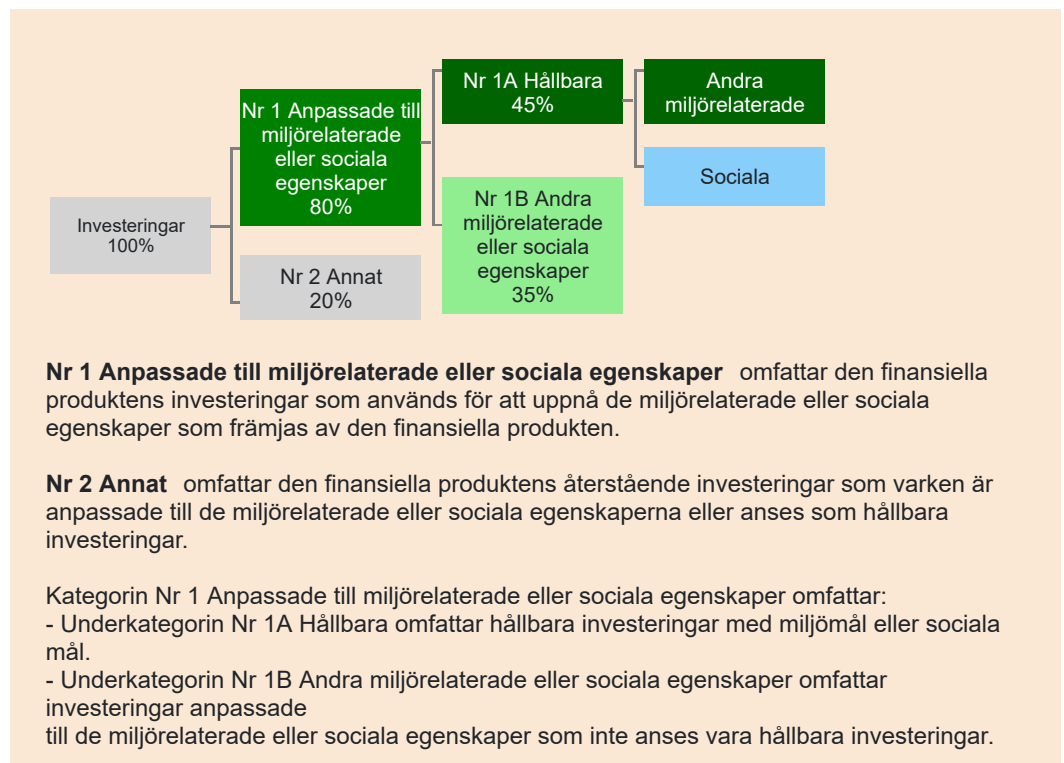 Nr 1A Hållbara
45%
Andra
miljörelaterade
Nr 1 Anpassade till
miljörelaterade
eller sociala
egenskaper
80%
Sociala
Nr 1B Andra
miljörelaterade
eller sociala
egenskaper
35%
Investeringar
100%
Nr 2 Annat
20%
Nr 1 Anpassade till miljörelaterade eller sociala egenskaper omfattar den finansiella
produktens investeringar som används för att uppnå de miljörelaterade eller sociala
egenskaper som främjas av den finansiella produkten.
Nr 2 Annat omfattar den finansiella produktens återstående investeringar som varken är
anpassade till de miljörelaterade eller sociala egenskaperna eller anses som hållbara
investeringar.
Kategorin Nr 1 Anpassade till miljörelaterade eller sociala egenskaper omfattar:
- Underkategorin Nr 1A Hållbara omfattar hållbara investeringar med miljömål eller sociala
mål.
- Underkategorin Nr 1B Andra miljörelaterade eller sociala egenskaper omfattar
investeringar anpassade
till de miljörelaterade eller sociala egenskaper som inte anses vara hållbara investeringar.